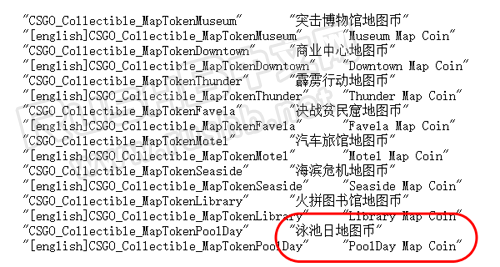 "CSGO_Collectible_MapTokenMuseum" "突击博物馆地图币"
"[english]CSGO_Collectible_MapTokenMuseum" "Museum Map Coin"
"CSGO_Collectible_MapTokenDowntown" "商业中心地图币"
"[english]CSGO_Collectible_MapTokenDowntown" "Downtown Map Coin"
"CSGO_Collectible_MapTokenThunder" "霹雳行动地图币"
"[english]CSGO_Collectible_MapTokenThunder" "Thunder Map Coin"
"CSGO_Collectible_MapTokenFavela" "决战贫民窟地图币"
"[english]CSGO_Collectible_MapTokenFavela" "Favela Map Coin"
"CSGO_Collectible_MapTokenMotel" "汽车旅馆地图币"
"[english]CSGO_Collectible_MapTokenMotel" "Motel Map Coin"
"CSGO_Collectible_MapTokenSeaside" "海滨危机地图币"
"[english]CSGO_Collectible_MapTokenSeaside" "Seaside Map Coin"
"CSGO_Collectible_MapTokenLibrary" "火拼图书馆地图币"
"[english]CSGO_Collectible_MapTokenLibrary" "Library Map Coin"
"CSGO_Collectible_MapTokenPoolDay" "泳池日地图币"
"[english]CSGO_Collectible_MapTokenPoolDay" "PoolDay Map Coin"